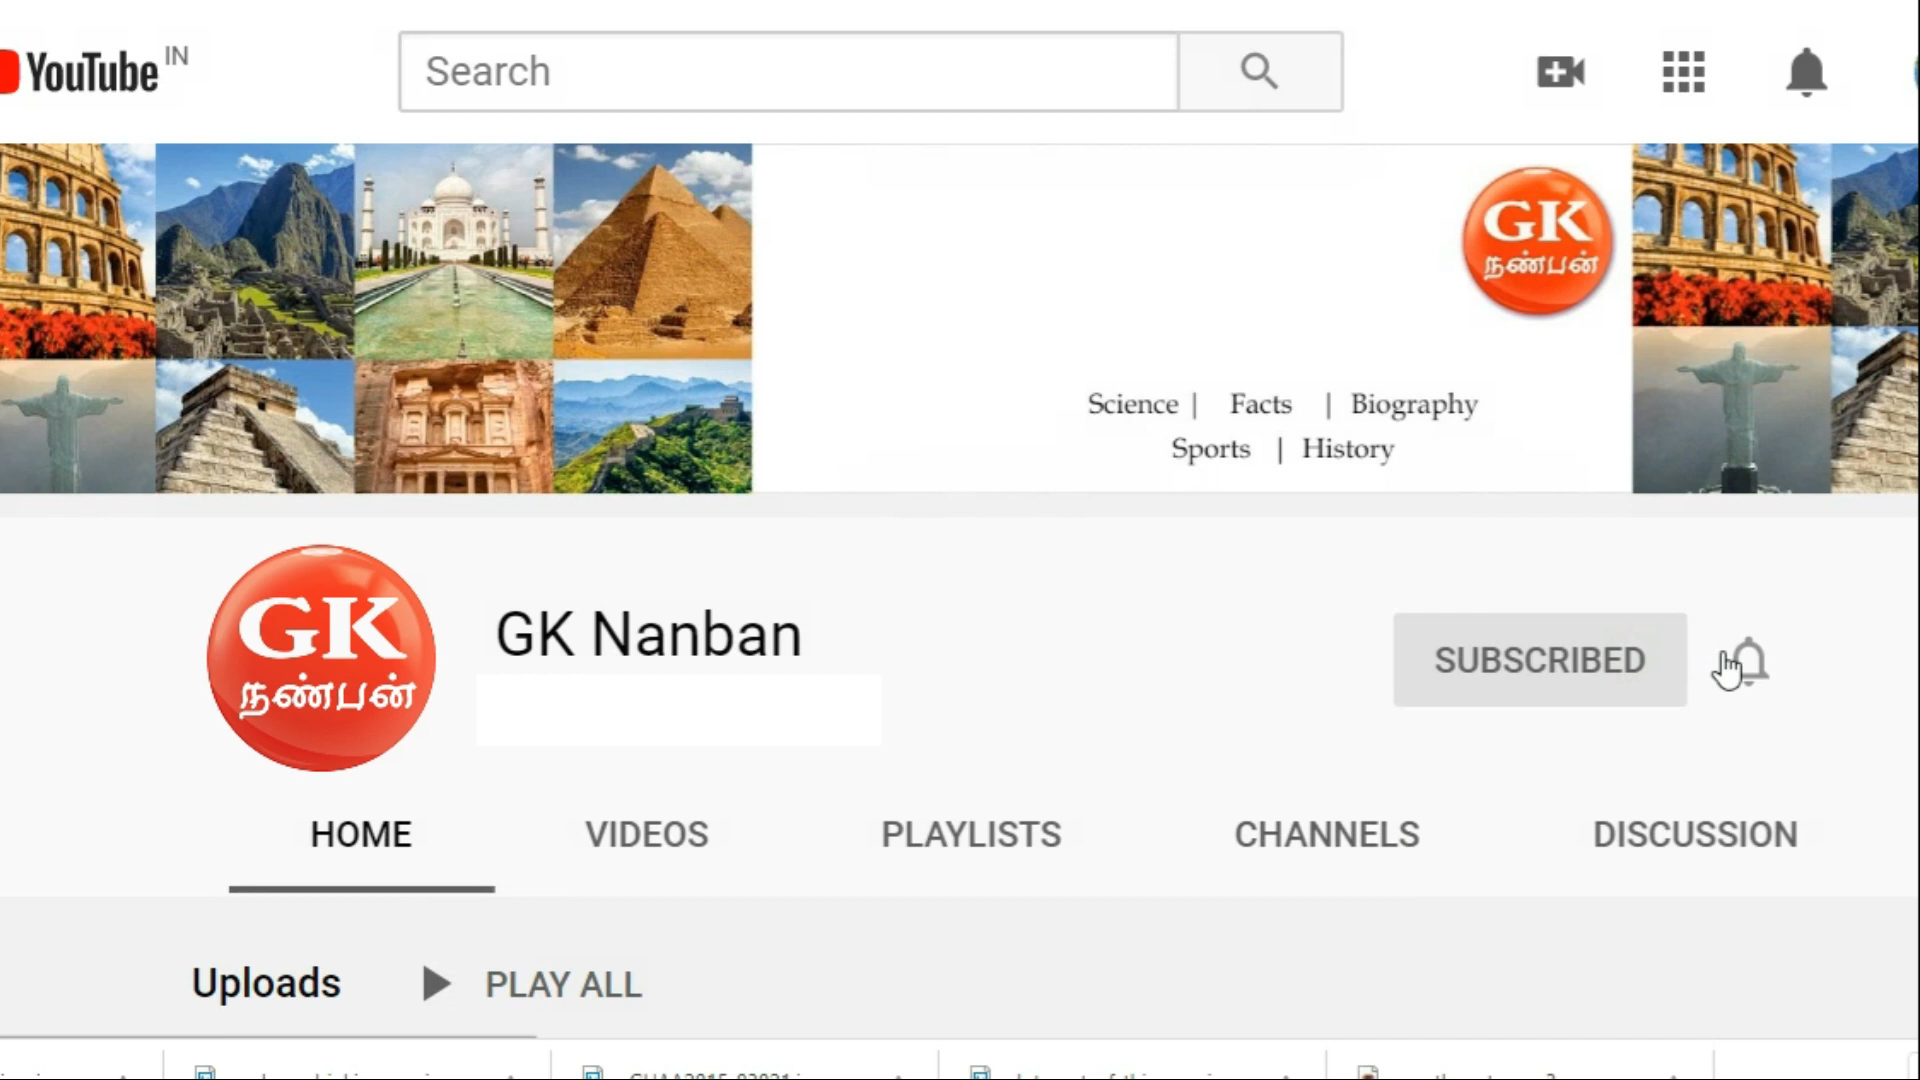 YouTube IN
Search
GK
நண்பன்
Science | Facts | Biography
Sports | History
GK
நண்பன்
GK Nanban
SUBSCRIBED
HOME VIDEOS PLAYLISTS CHANNELS DISCUSSION
Uploads PLAY ALL